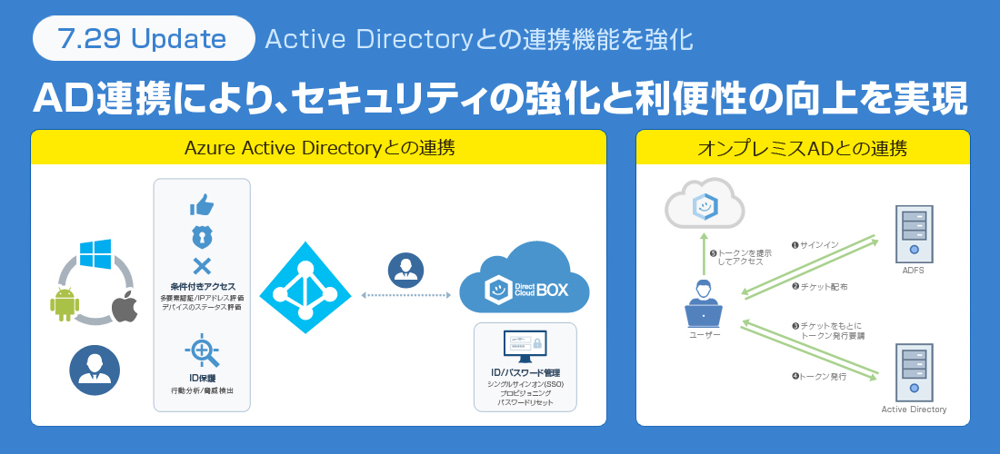 7.29 Update
Active Directoryとの連携機能を強化
AD連携により、セキュリティの強化と利便性の向上を実現
Azure Active Directoryとの連携
条件付きアクセス
多要素認証/IPアドレス評価
デバイスのステータス評価
ID保護
行動分析/脅威検出
Direct
Cloud BOX
ID/パスワード管理
シングルサインオン(SSO)
プロビジョニング
パスワードリセット
オンプレミスADとの連携
❺トークンを提示
してアクセス
❶サインイン
ADFS
❷チケット配布
ユーザー
❸チケットをもとに
トークン発行要請
❹トークン発行
Active Directory